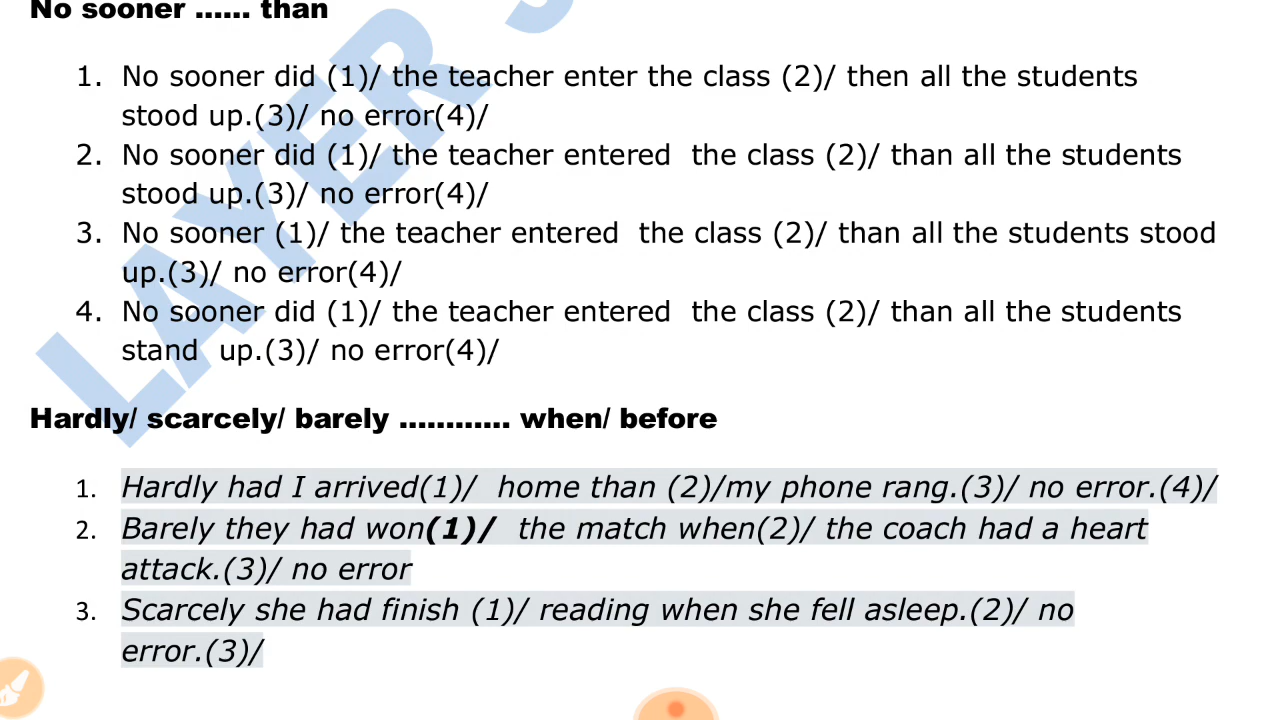 No sooner ...... than
1. No sooner did (1)/ the teacher enter the class (2)/ then all the students
stood up.(3)/ no error(4)/
2. No sooner did (1)/ the teacher entered  the class (2)/ than all the students
stood up.(3)/ no error(4)/
3. No sooner (1)/ the teacher entered  the class (2)/ than all the students stood
up.(3)/ no error(4)/
4. No sooner did (1)/ the teacher entered  the class (2)/ than all the students
stand  up.(3)/ no error(4)/
Hardly/ scarcely/ barely ............ when/ before
1. Hardly had I arrived(1)/  home than (2)/my phone rang.(3)/ no error.(4)/
2. Barely they had won(1)/  the match when(2)/ the coach had a heart
attack.(3)/ no error
3. Scarcely she had finish (1)/ reading when she fell asleep.(2)/ no
error.(3)/
LAYER